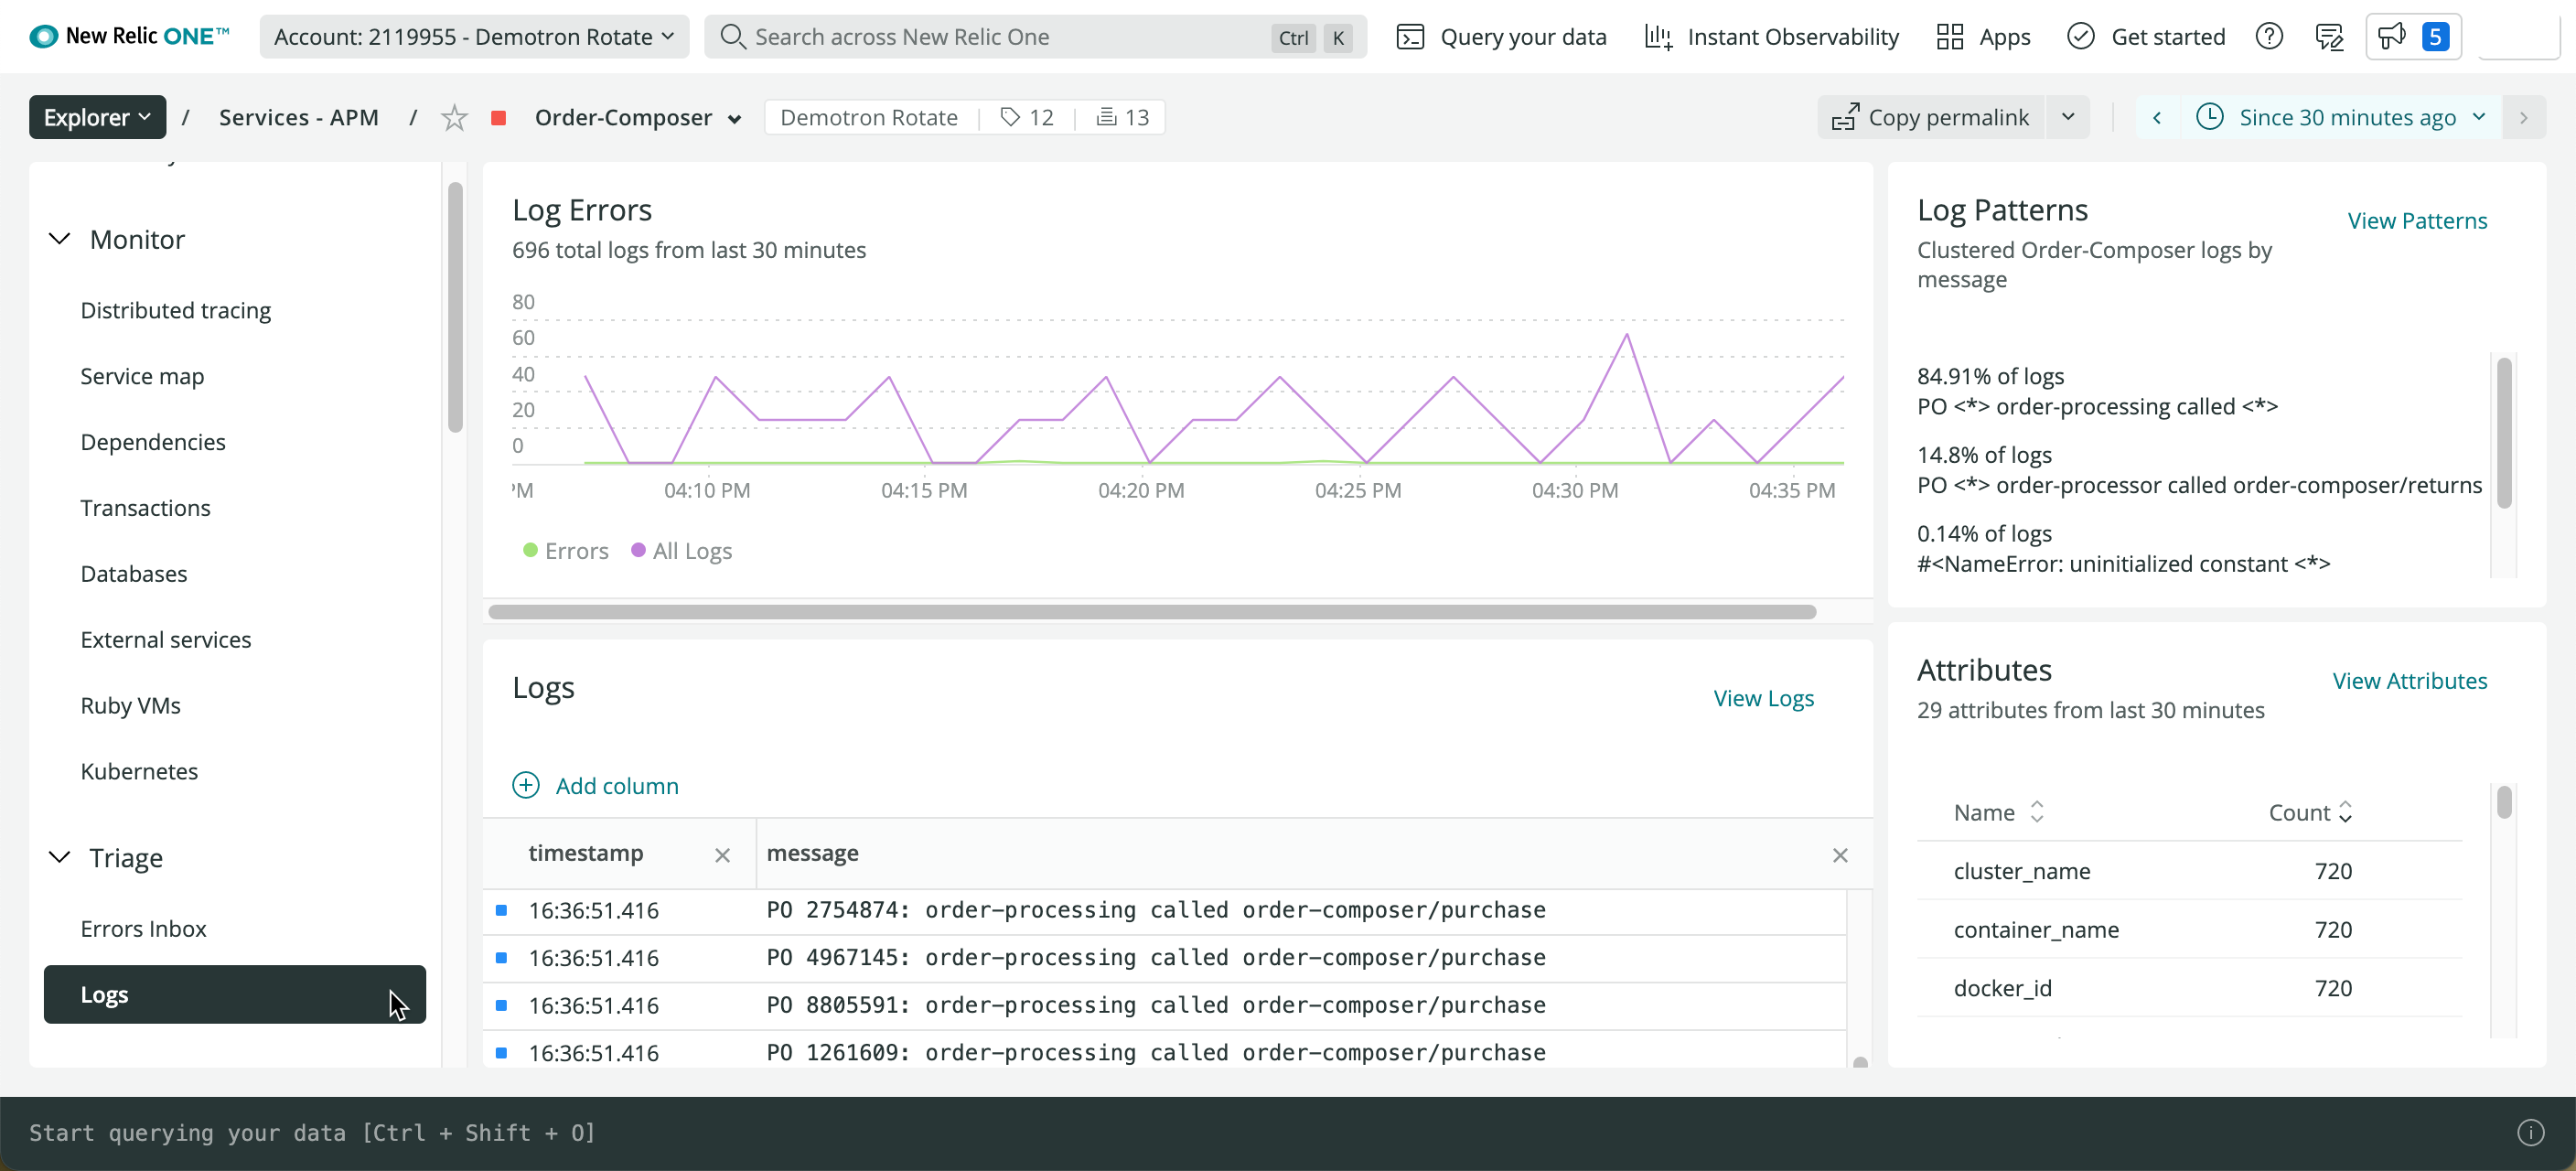 New Relic ONE™
Account: 2119955 - Demotron Rotate
Search across New Relic One
Ctrl K
Query your data
Instant Observability
Apps
Get started
5
Explorer / Services - APM / Order-Composer
Demotron Rotate
12
13
Copy permalink
Since 30 minutes ago
Monitor
Distributed tracing
Service map
Dependencies
Transactions
Databases
External services
Ruby VMs
Kubernetes
Triage
Errors Inbox
Logs
Log Errors
696 total logs from last 30 minutes
80
60
40
20
0
PM 04:10 PM 04:15 PM 04:20 PM 04:25 PM 04:30 PM 04:35 PM
Errors All Logs
Logs
View Logs
Add column
timestamp message
16:36:51.416 PO 2754874: order-processing called order-composer/purchase
16:36:51.416 PO 4967145: order-processing called order-composer/purchase
16:36:51.416 PO 8805591: order-processing called order-composer/purchase
16:36:51.416 PO 1261609: order-processing called order-composer/purchase
Log Patterns
View Patterns
Clustered Order-Composer logs by
message
84.91% of logs
PO <*> order-processing called <*>
14.8% of logs
PO <*> order-processor called order-composer/returns
0.14% of logs
#<NameError: uninitialized constant <*>
Attributes
View Attributes
29 attributes from last 30 minutes
Name Count
cluster_name 720
container_name 720
docker_id 720
Start querying your data [Ctrl + Shift + O]